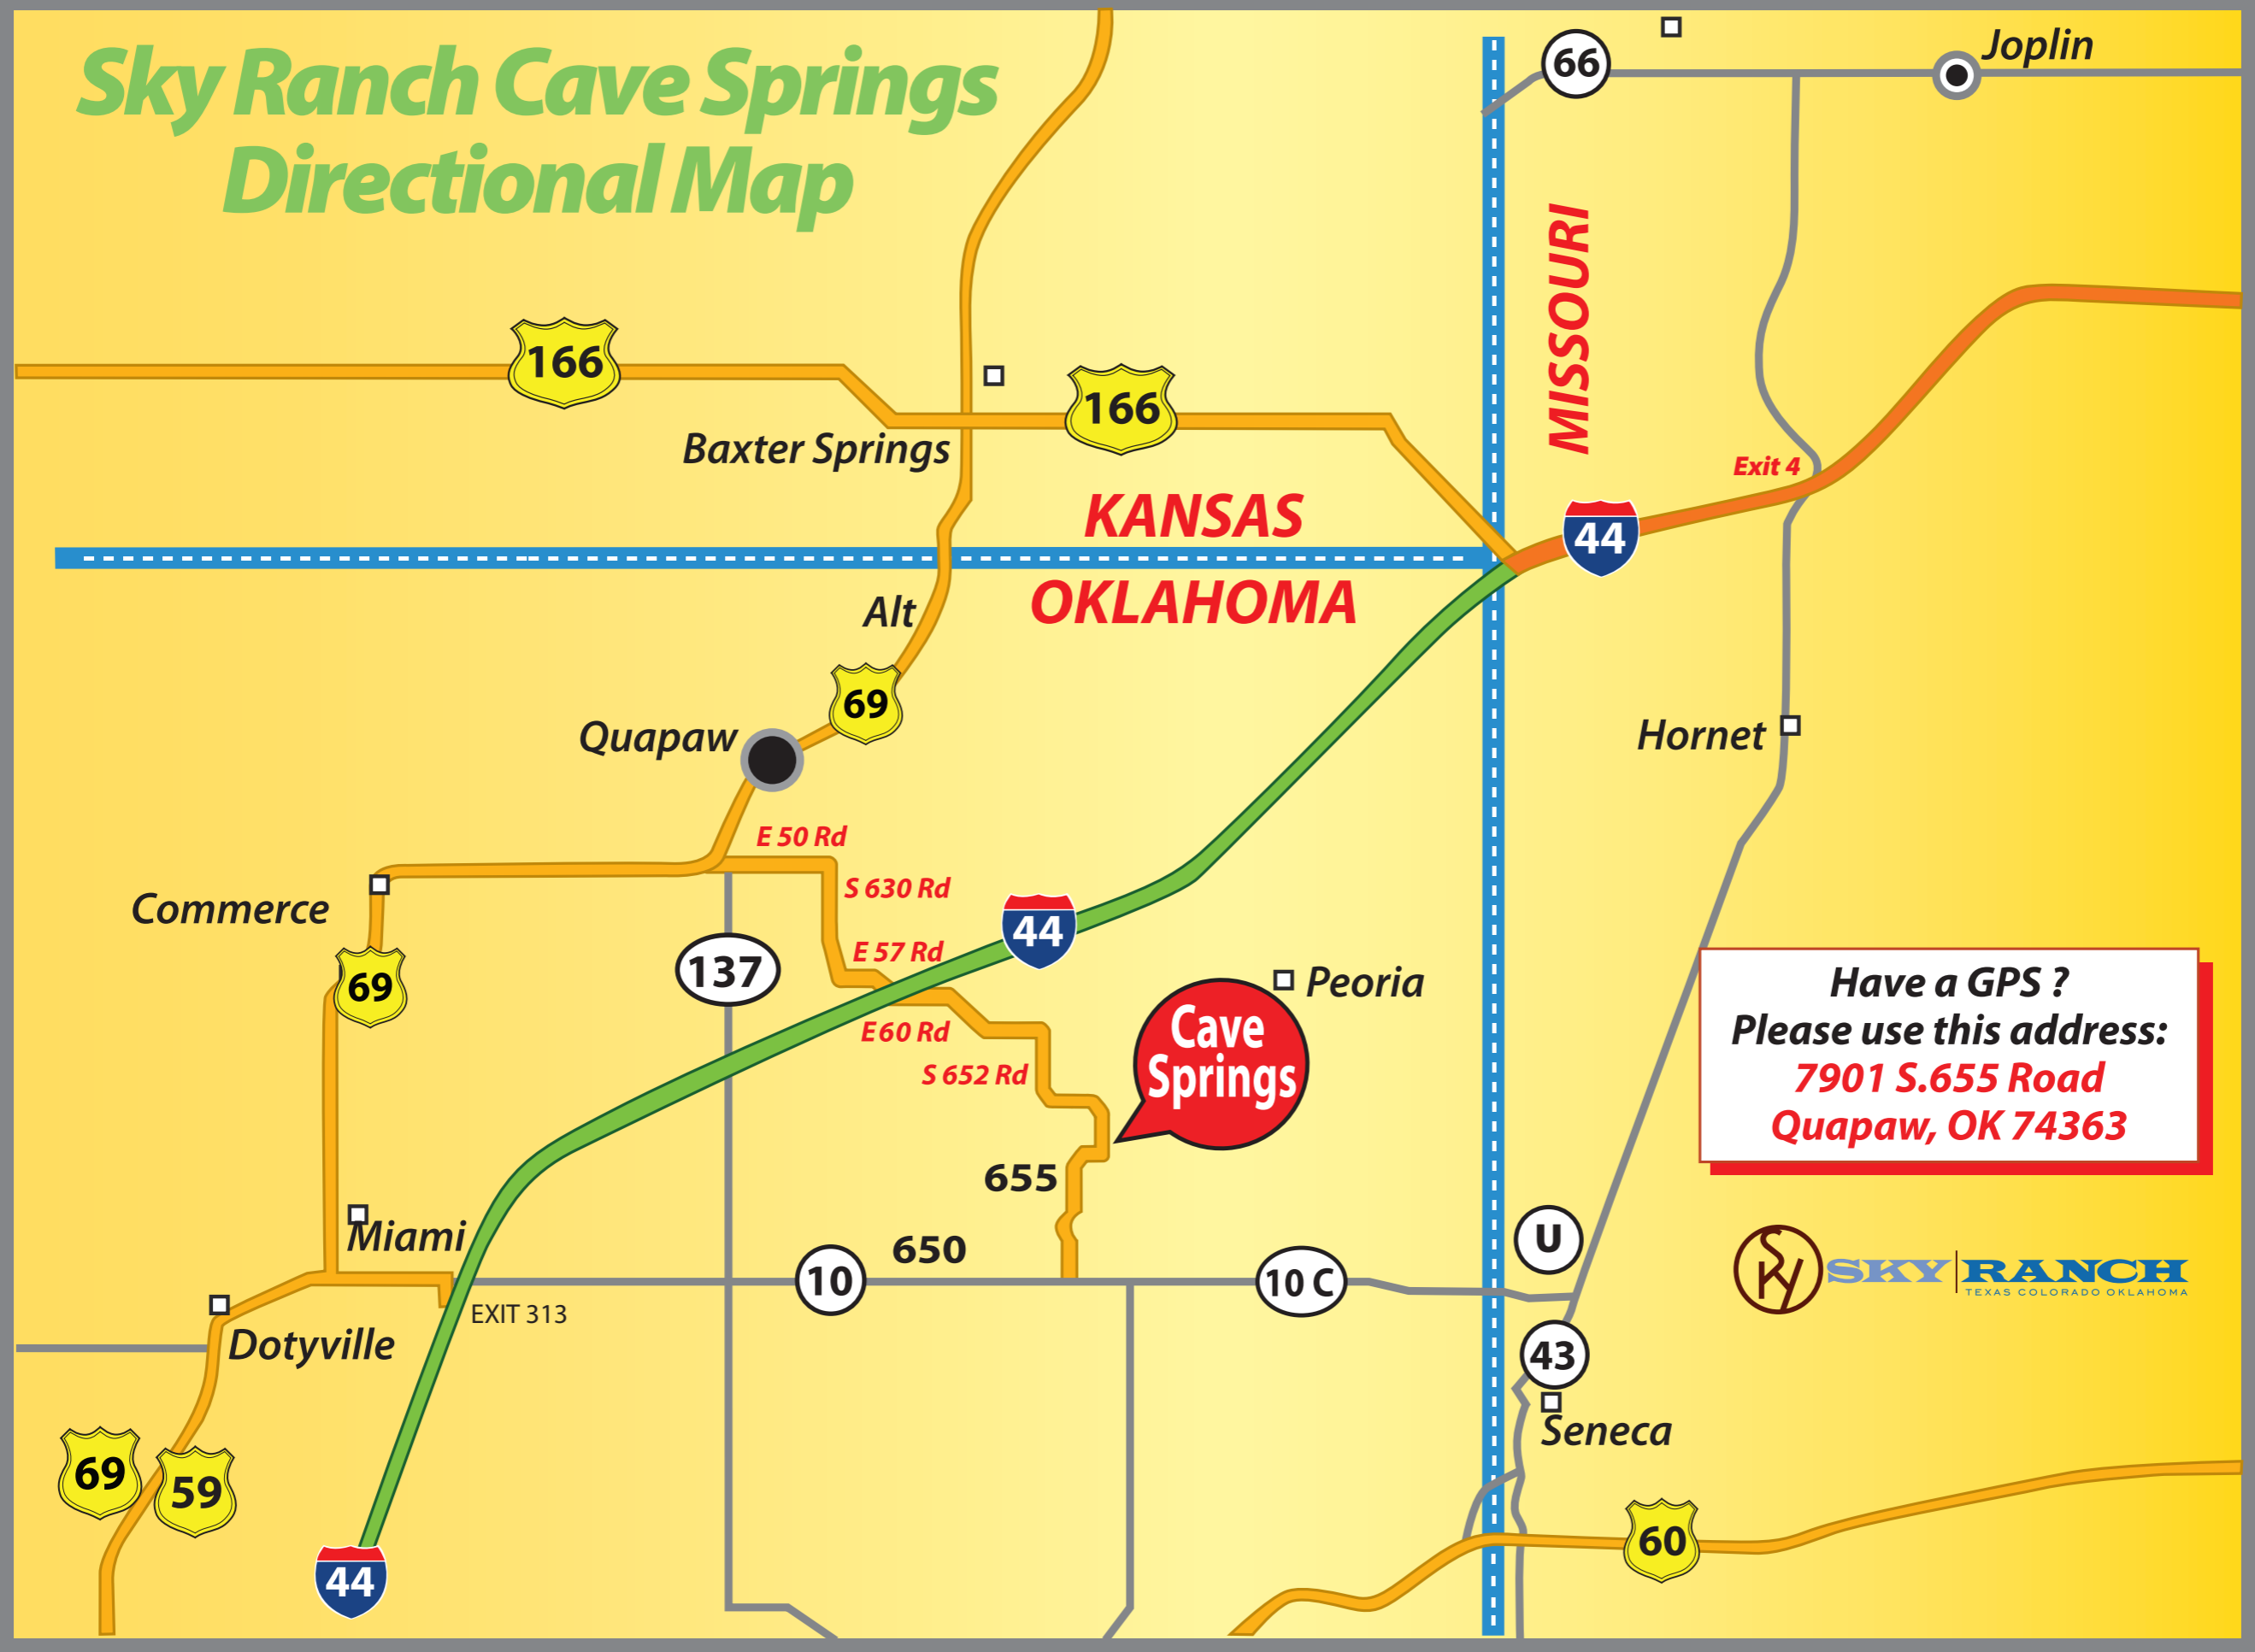 Sky Ranch Cave Springs
Directional Map
66
Joplin
MISSOURI
166
166
Baxter Springs
Exit 4
KANSAS
44
OKLAHOMA
Alt
69
Quapaw
Hornet
E 50 Rd
S 630 Rd
Commerce
44
E 57 Rd
137
69
Peoria
Have a GPS ?
Please use this address:
7901 S.655 Road
Quapaw, OK 74363
Cave
Springs
E 60 Rd
S 652 Rd
655
Miami
650
U
10
10 C
EXIT 313
SKY RANCH
TEXAS COLORADO OKLAHOMA
Dotyville
43
Seneca
69
59
60
44